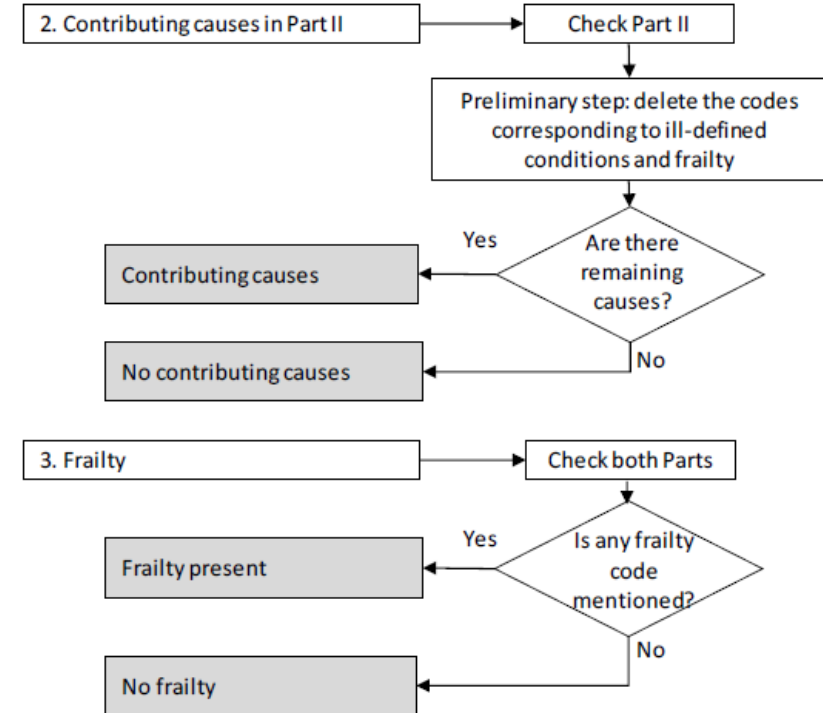 2. Contributing causes in Part II
Check Part II
Preliminary step: delete the codes
corresponding to ill-defined
conditions and frailty
Yes
Are there
remaining
causes?
Contributing causes
No
No contributing causes
3. Frailty
Check both Parts
Yes
Is any frailty
code
mentioned?
Frailty present
No
No frailty